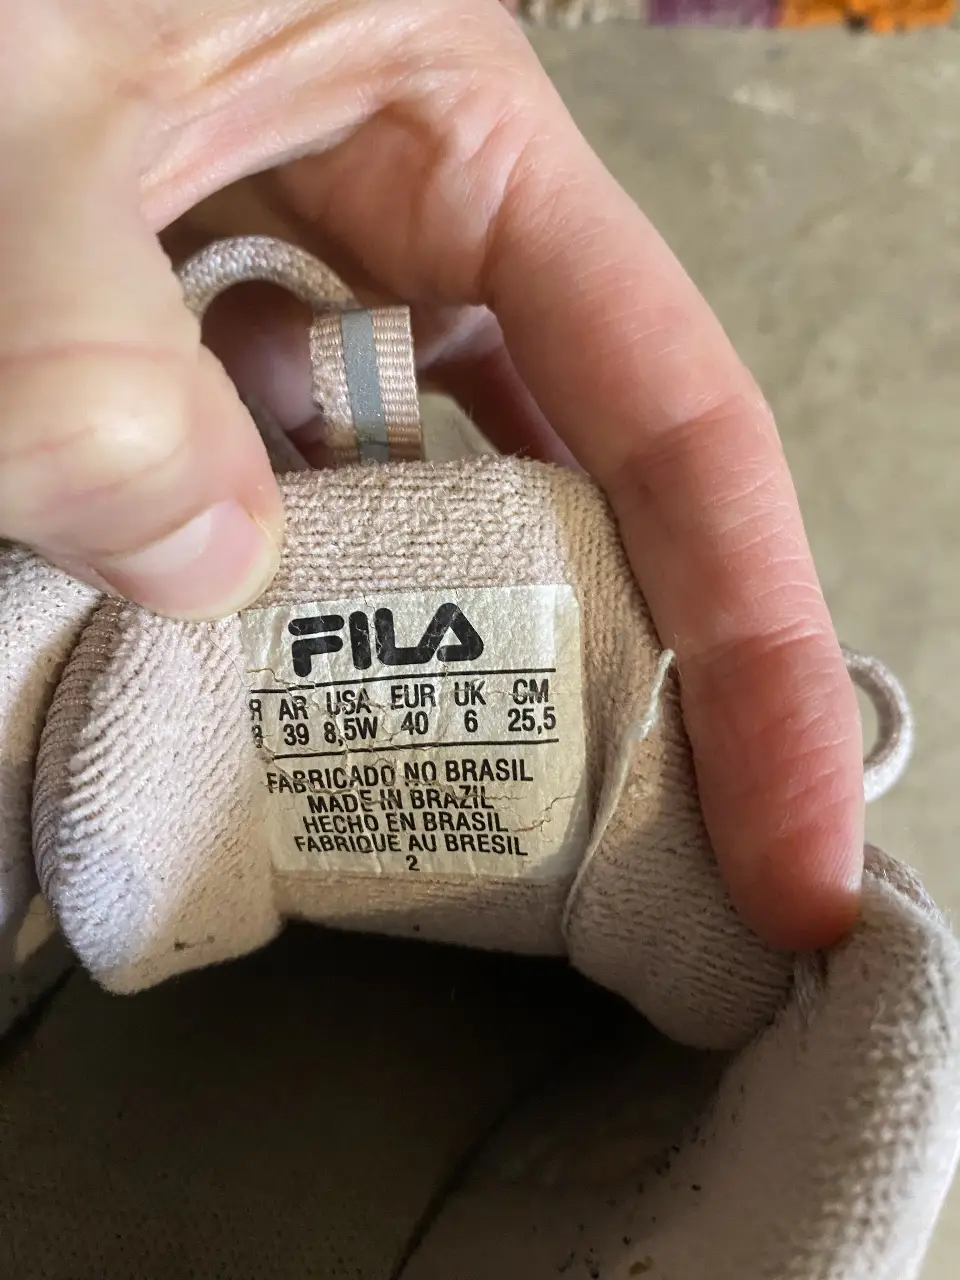 FILA
AR USA EUR UK CM
39 8,5W 40 6 25,5
FABRICADO NO BRASIL
MADE IN BRAZIL
HECHO EN BRASIL
FABRIQUE AU BRESIL
2